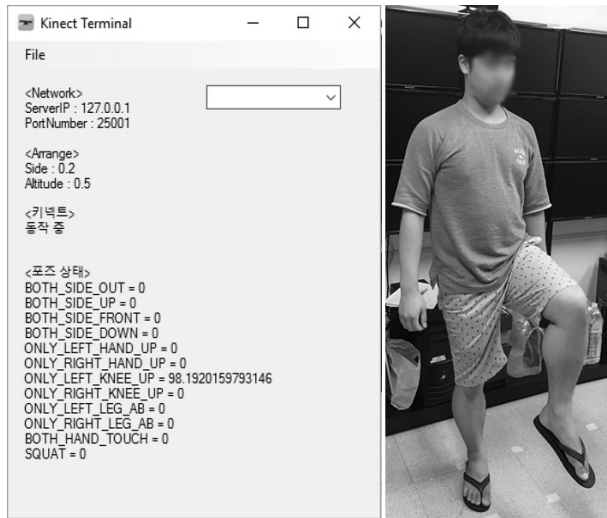 Kinect Terminal
File
<Network>
ServerIP : 127.0.0.1
PortNumber : 25001
<Arrange>
Side : 0.2
Altitude : 0.5
<키넥트>
동작 중
<포즈 상태>
BOTH_SIDE_OUT = 0
BOTH_SIDE_UP = 0
BOTH_SIDE_FRONT = 0
BOTH_SIDE_DOWN = 0
ONLY_LEFT_HAND_UP = 0
ONLY_RIGHT_HAND_UP = 0
ONLY_LEFT_KNEE_UP = 98.1920159793146
ONLY_RIGHT_KNEE_UP = 0
ONLY_LEFT_LEG_AB = 0
ONLY_RIGHT_LEG_AB = 0
BOTH_HAND_TOUCH = 0
SQUAT = 0